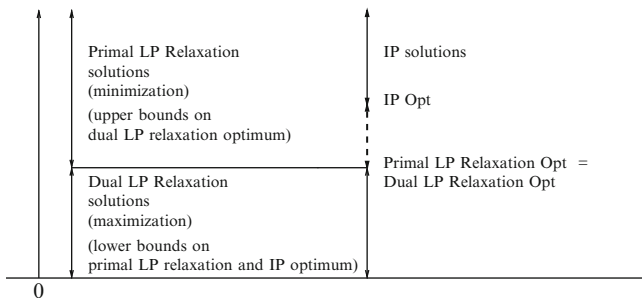 Primal LP Relaxation
solutions
(minimization)
(upper bounds on
dual LP relaxation optimum)
IP solutions
IP Opt
Primal LP Relaxation Opt =
Dual LP Relaxation Opt
Dual LP Relaxation
solutions
(maximization)
(lower bounds on
primal LP relaxation and IP optimum)
0